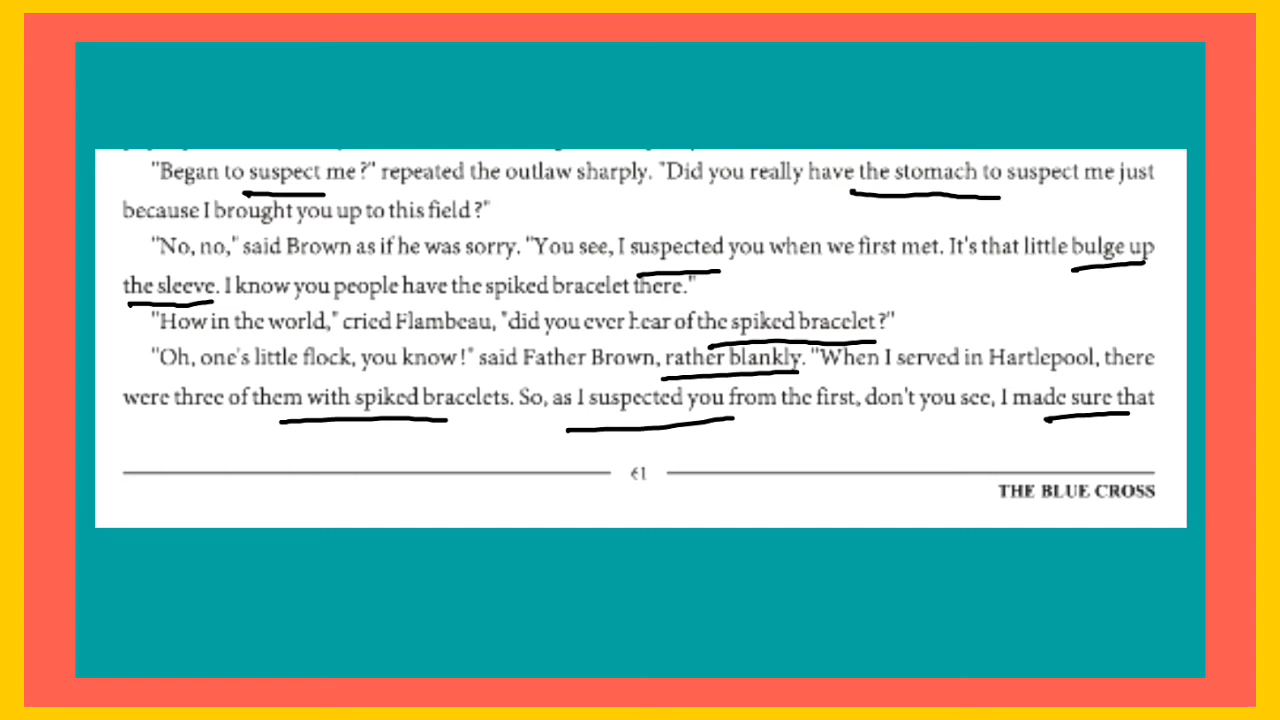 "Began to suspect me?" repeated the outlaw sharply. "Did you really have the stomach to suspect me just
because I brought you up to this field?"
"No, no," said Brown as if he was sorry. "You see, I suspected you when we first met. It's that little bulge up
the sleeve. I know you people have the spiked bracelet there."
"How in the world," cried Flambeau, "did you ever hear of the spiked bracelet?"
"Oh, one's little flock, you know!" said Father Brown, rather blankly. "When I served in Hartlepool, there
were three of them with spiked bracelets. So, as I suspected you from the first, don't you see, I made sure that
61
THE BLUE CROSS